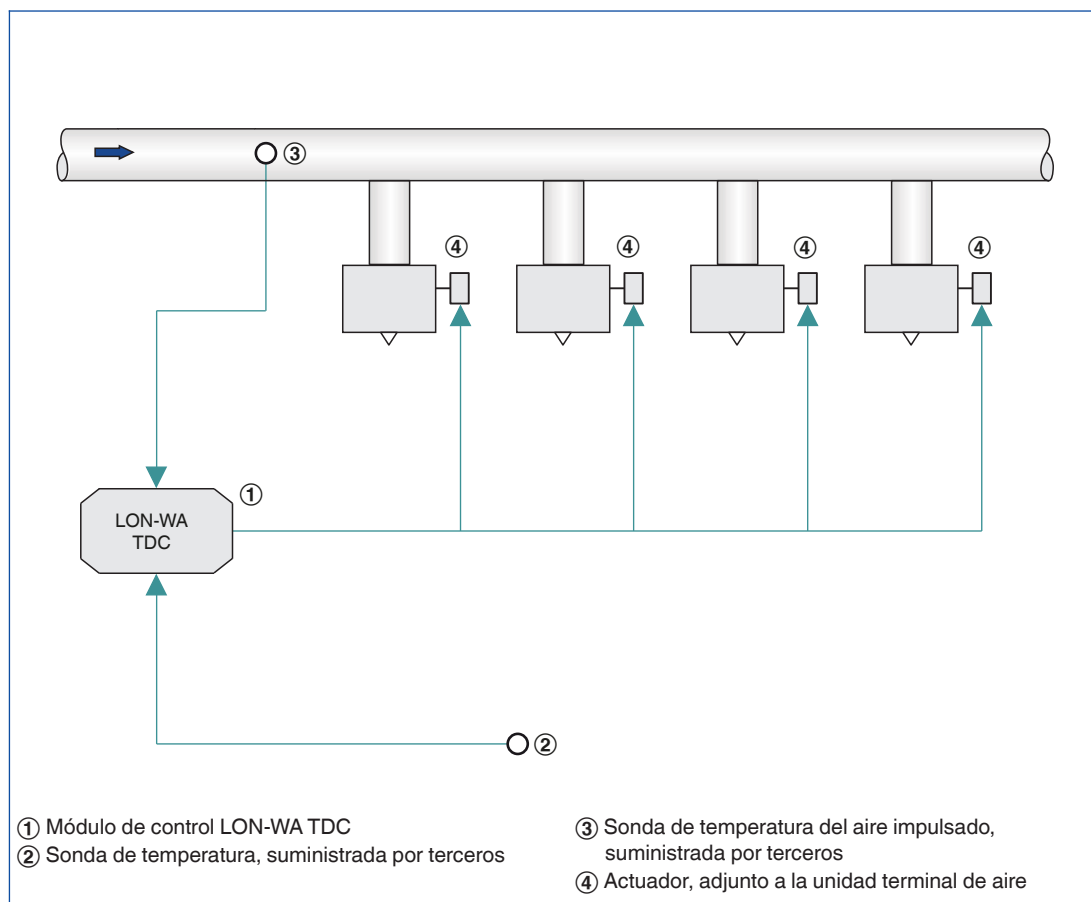 ③
④ ④ ④ ④
①
LON-WA
TDC
②
① Módulo de control LON-WA TDC
② Sonda de temperatura, suministrada por terceros
③ Sonda de temperatura del aire impulsado,
suministrada por terceros
④ Actuador, adjunto a la unidad terminal de aire